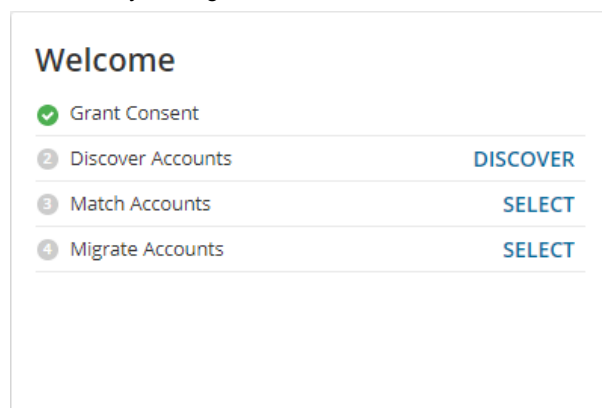 Welcome
Grant Consent
2 Discover Accounts DISCOVER
3 Match Accounts SELECT
4 Migrate Accounts SELECT